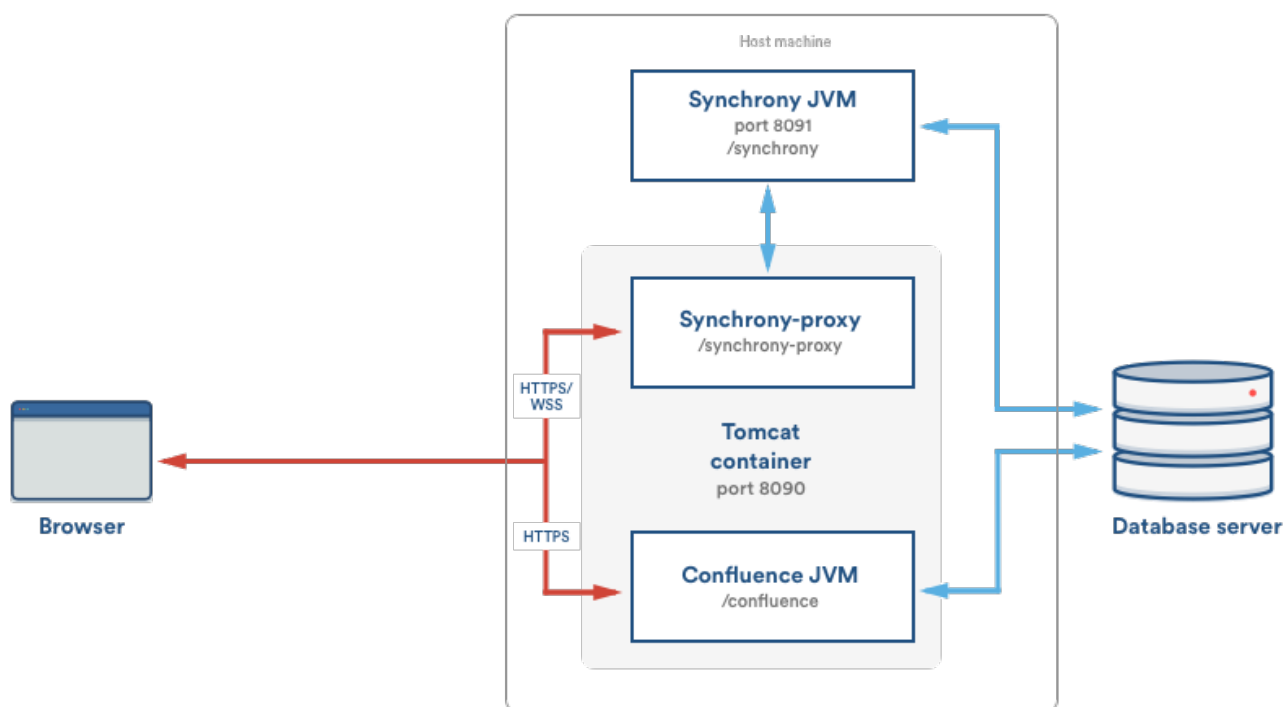 Host machine
Synchrony JVM
port 8091
/synchrony
Synchrony-proxy
/synchrony-proxy
HTTPS/
WSS
Tomcat
container
port 8090
Browser
HTTPS
Database server
Confluence JVM
/confluence